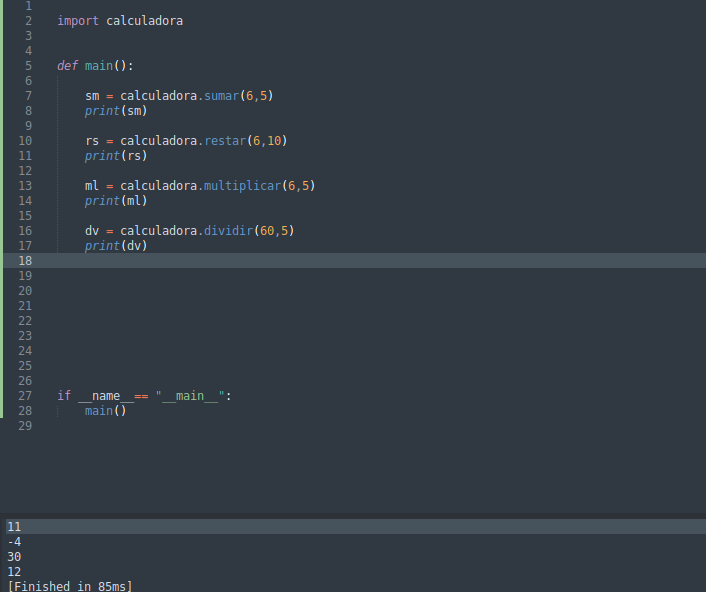 1
2 import calculadora
3
4
5 def main():
6
7 sm = calculadora.sumar(6,5)
8 print(sm)
9
10 rs = calculadora.restar(6,10)
11 print(rs)
12
13 ml = calculadora.multiplicar(6,5)
14 print(ml)
15
16 dv = calculadora.dividir(60,5)
17 print(dv)
18
19
20
21
22
23
24
25
26
27 if __name__== "__main__":
28 main()
29
11
-4
30
12
[Finished in 85ms]